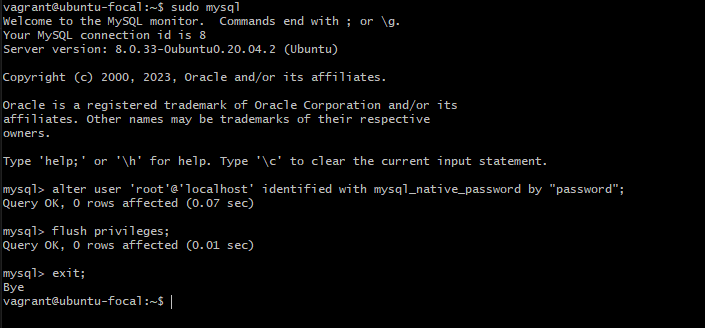 vagrant@ubuntu-focal:~$ sudo mysql
Welcome to the MySQL monitor.  Commands end with ; or \g.
Your MySQL connection id is 8
Server version: 8.0.33-0ubuntu0.20.04.2 (Ubuntu)
Copyright (c) 2000, 2023, Oracle and/or its affiliates.
Oracle is a registered trademark of Oracle Corporation and/or its
affiliates. Other names may be trademarks of their respective
owners.
Type 'help;' or '\h' for help. Type '\c' to clear the current input statement.
mysql> alter user 'root'@'localhost' identified with mysql_native_password by "password";
Query OK, 0 rows affected (0.07 sec)
mysql> flush privileges;
Query OK, 0 rows affected (0.01 sec)
mysql> exit;
Bye
vagrant@ubuntu-focal:~$